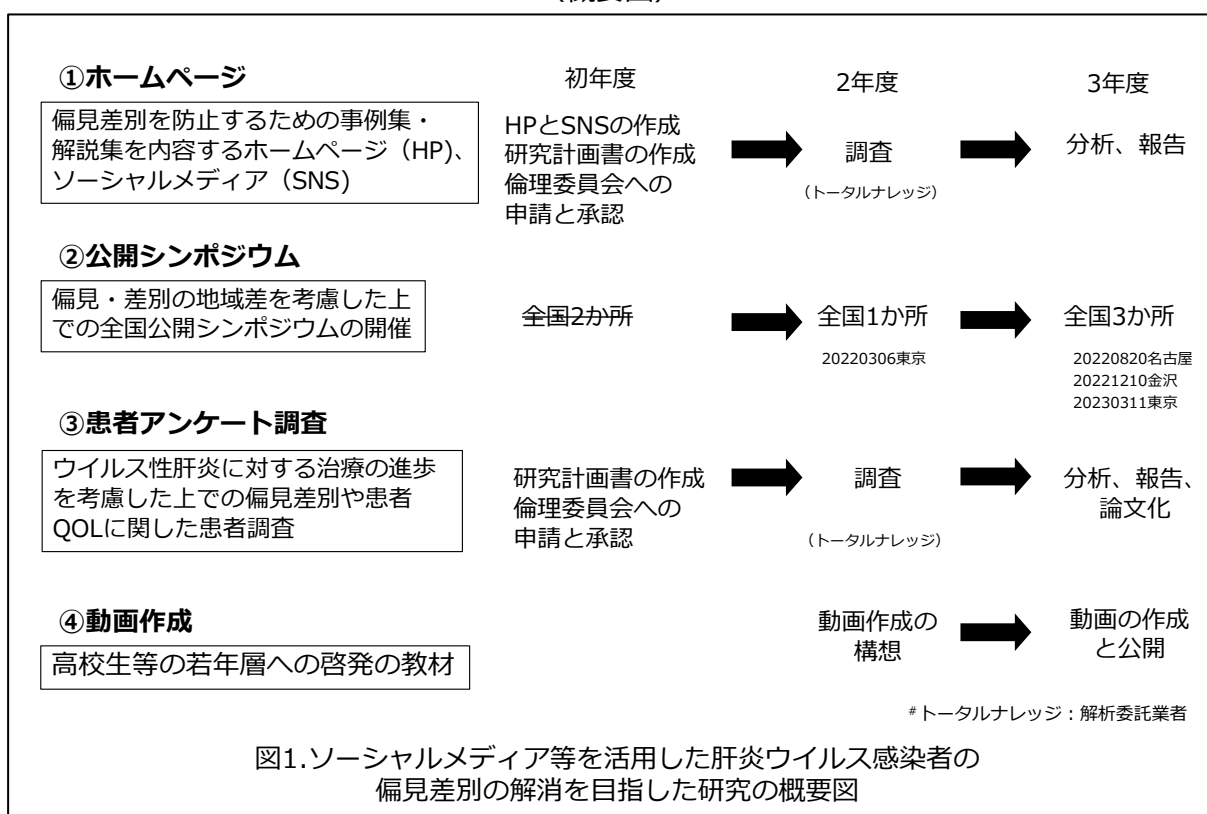 (概要図)
①ホームページ
初年度
2年度
3年度
偏見差別を防止するための事例集・
解説集を内容するホームページ（HP)、
ソーシャルメディア（SNS)
HPとSNSの作成
研究計画書の作成
倫理委員会への
申請と承認
調査
（トータルナレッジ）
分析、報告
②公開シンポジウム
偏見・差別の地域差を考慮した上
での全国公開シンポジウムの開催
全国2か所
全国1か所
20220306東京
全国3か所
20220820名古屋
20221210金沢
20230311東京
③患者アンケート調査
ウイルス性肝炎に対する治療の進歩
を考慮した上での偏見差別や患者
QOLに関した患者調査
研究計画書の作成
倫理委員会への
申請と承認
調査
（トータルナレッジ）
分析、報告、
論文化
④動画作成
高校生等の若年層への啓発の教材
動画作成の
構想
動画の作成
と公開
#トータルナレッジ：解析委託業者
図1.ソーシャルメディア等を活用した肝炎ウイルス感染者の
偏見差別の解消を目指した研究の概要図